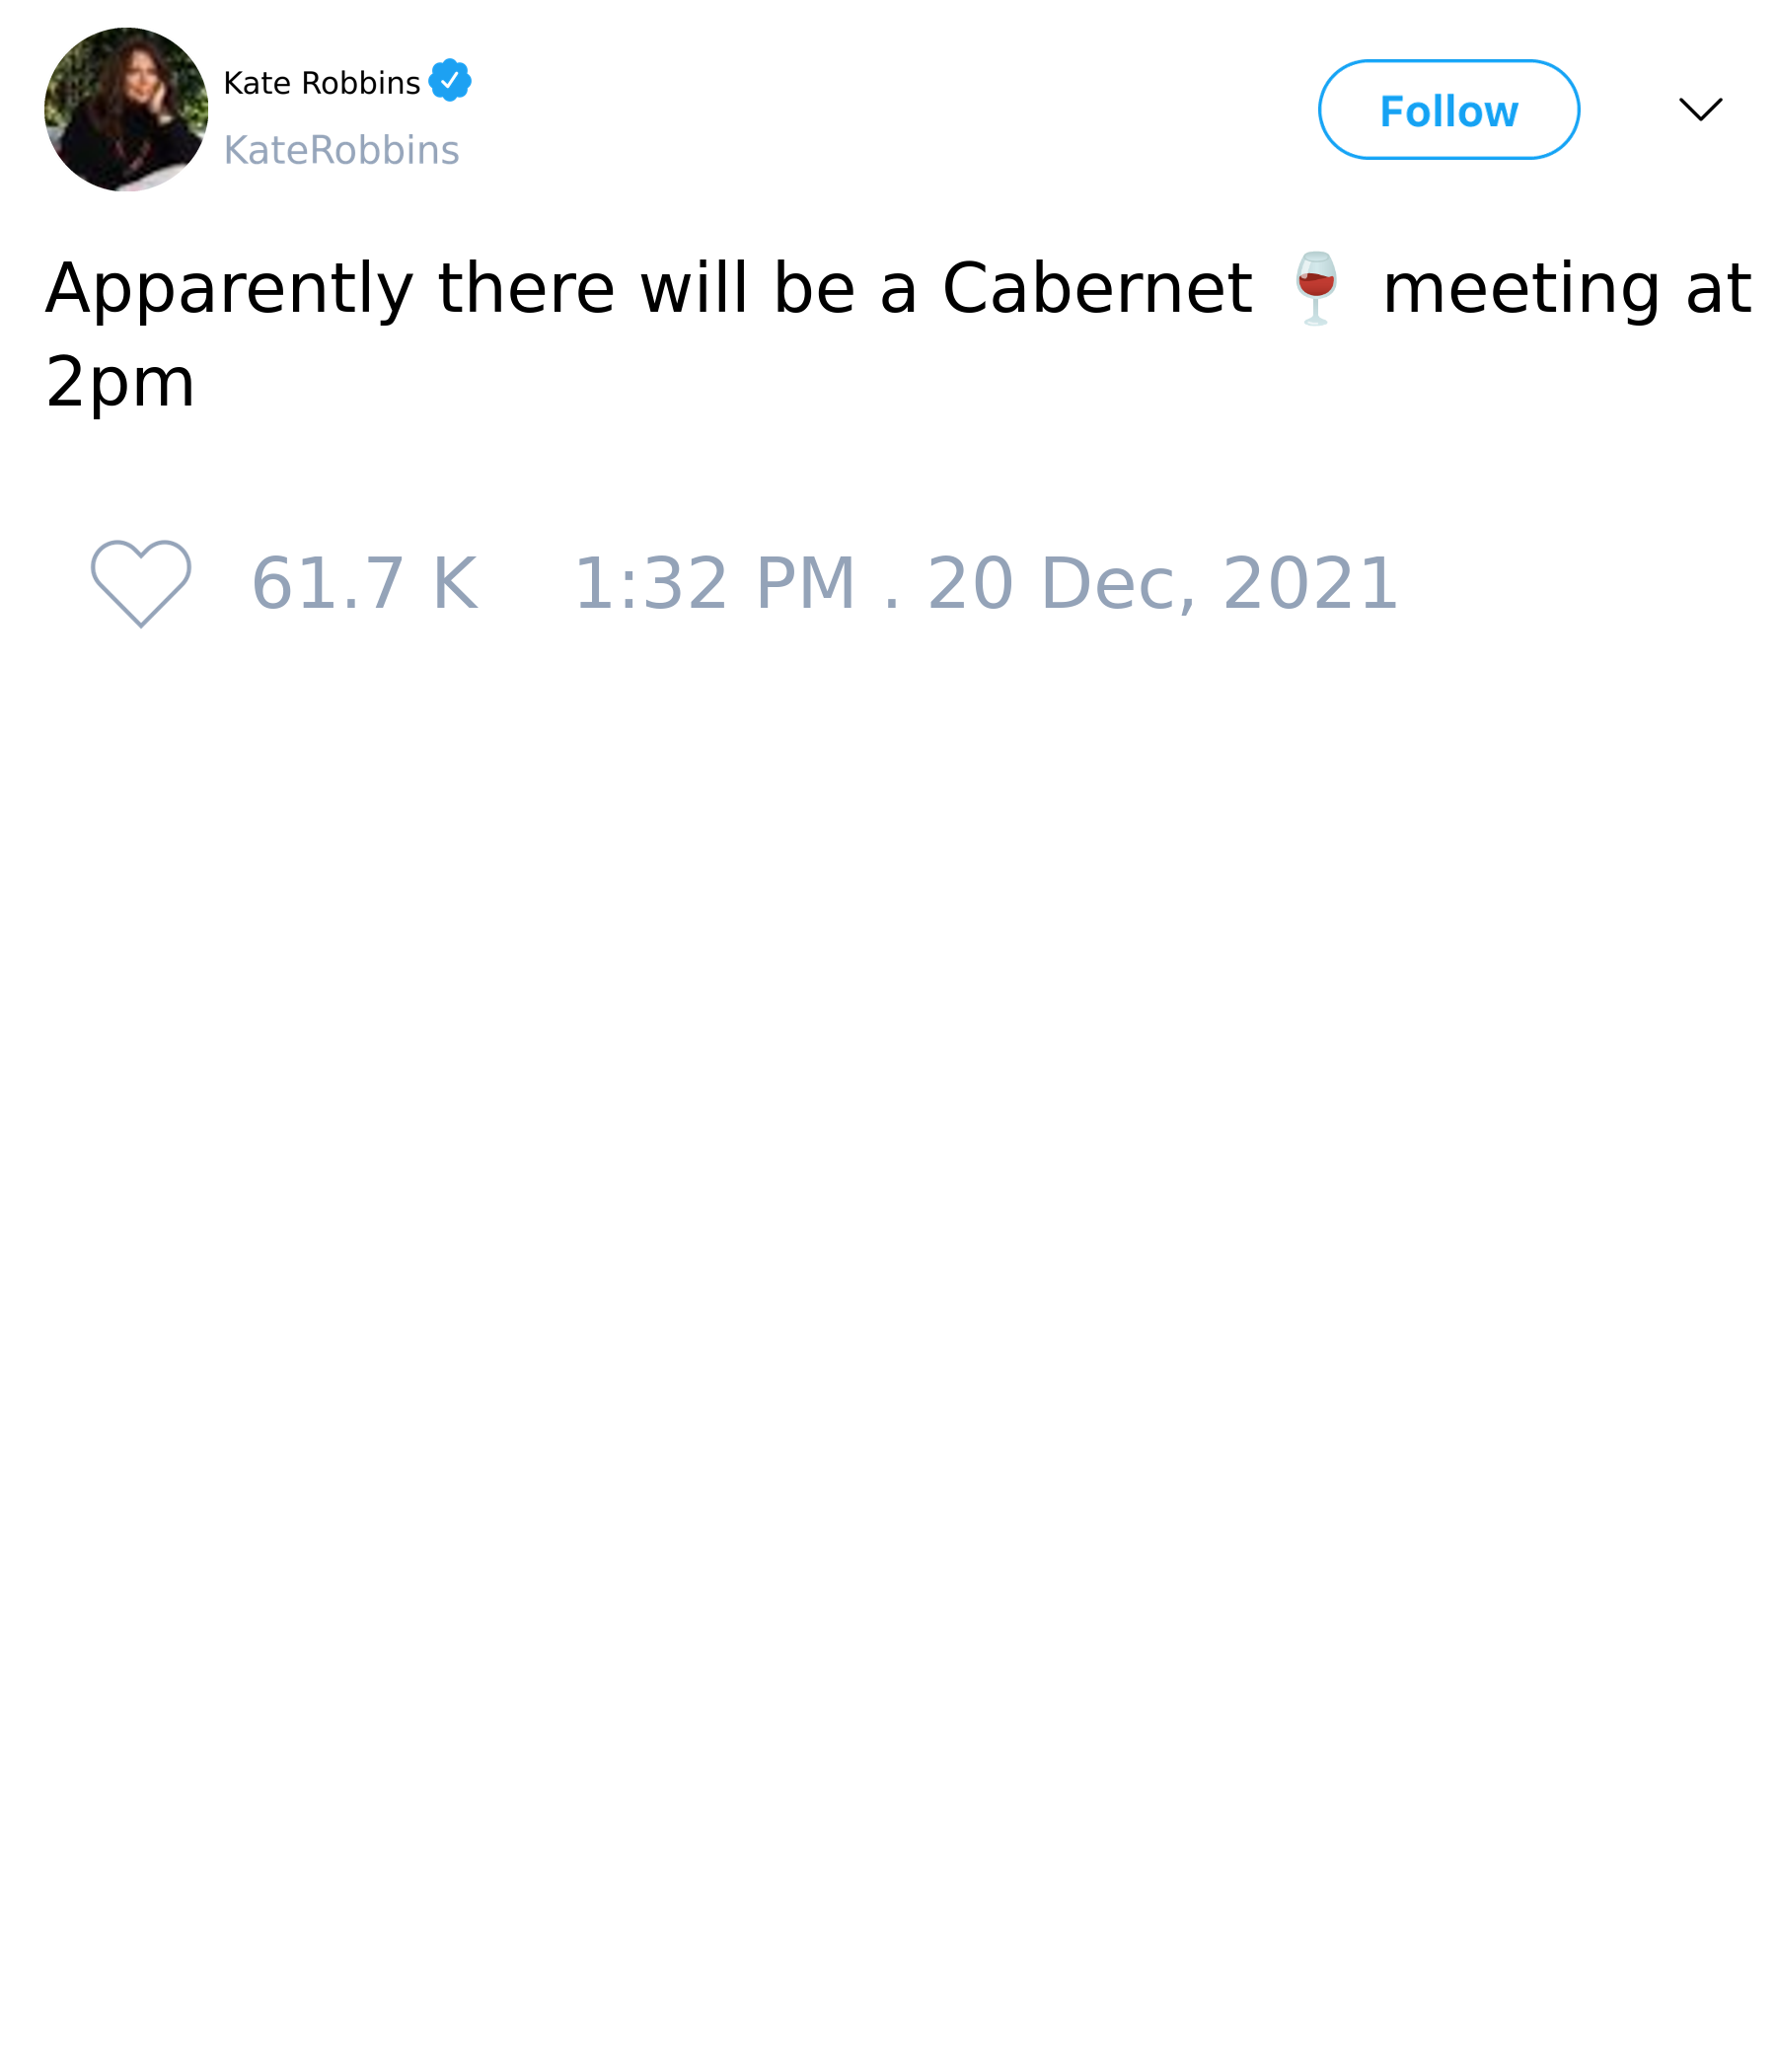 Kate Robbins
KateRobbins
Follow
Apparently there will be a Cabernet 🍷 meeting at
2pm
61.7 K 1:32 PM . 20 Dec, 2021